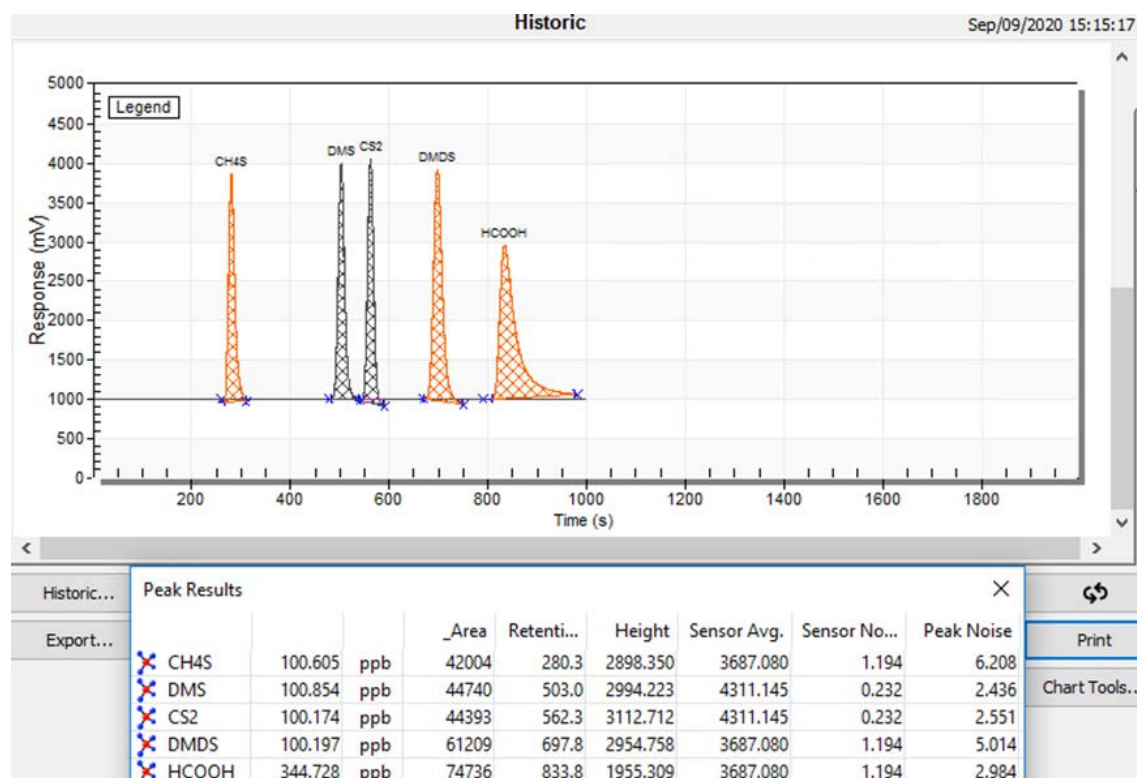 Historic
Sep/09/2020 15:15:17
Legend
5000
4500
4000
3500
3000
2500
2000
1500
1000
500
0
Response (mV)
CH4S
DMS
CS2
DMDS
HCOOH
200 400 600 800 1000 1200 1400 1600 1800
Time (s)
Historic...
Export...
Print
Chart Tools..
Peak Results
_Area Retenti... Height Sensor Avg. Sensor No... Peak Noise
CH4S 100.605 ppb 42004 280.3 2898.350 3687.080 1.194 6.208
DMS 100.854 ppb 44740 503.0 2994.223 4311.145 0.232 2.436
CS2 100.174 ppb 44393 562.3 3112.712 4311.145 0.232 2.551
DMDS 100.197 ppb 61209 697.8 2954.758 3687.080 1.194 5.014
HCOOH 344.728 ppb 74736 833.8 1955.309 3687.080 1.194 2.984